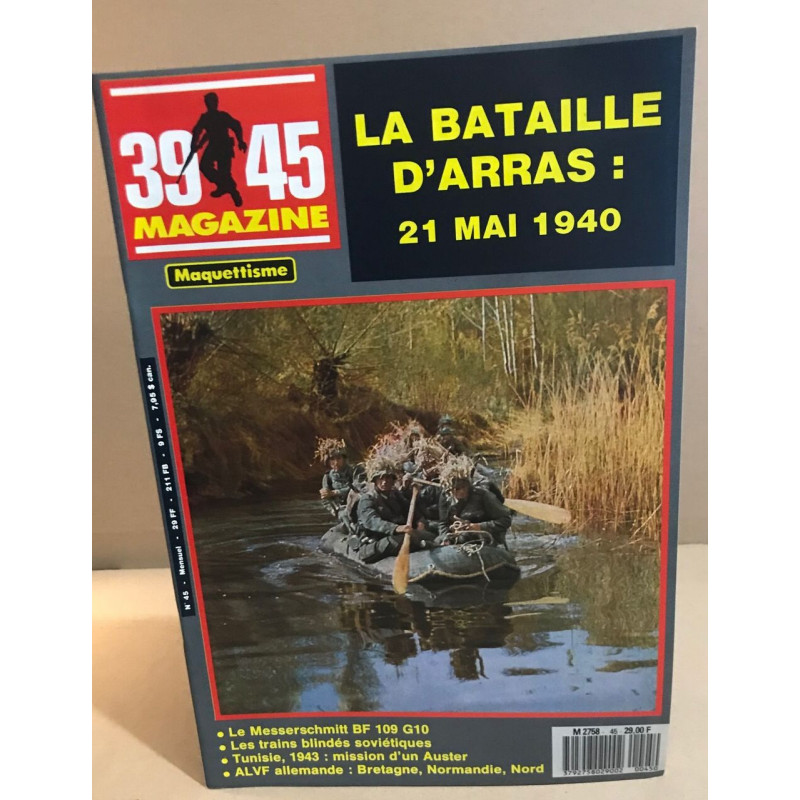 39 45
MAGAZINE
Maquettisme
LA BATAILLE
D'ARRAS :
21 MAI 1940
N° 45 - Mensuel - 29 FF - 211 FB - 9 FS - 7,95 $ can.
• Le Messerschmitt BF 109 G10
• Les trains blindés soviétiques
• Tunisie, 1943 : mission d'un Auster
• ALVF allemande : Bretagne, Normandie, Nord
M 2758 - 45 - 29,00 F
3792758029002 00450